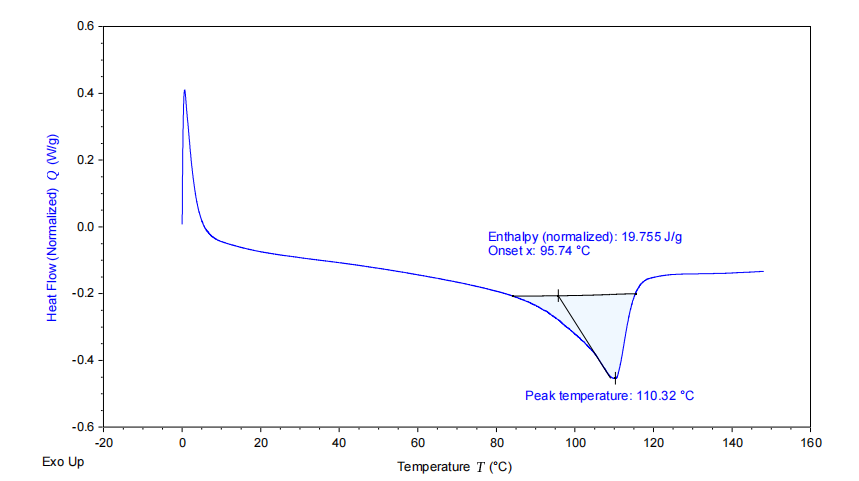 0.6
0.4
0.2
0.0
-0.2
-0.4
-0.6
Heat Flow (Normalized) Q (W/g)
Enthalpy (normalized): 19.755 J/g
Onset x: 95.74 °C
Peak temperature: 110.32 °C
-20 0 20 40 60 80 100 120 140 160
Exo Up
Temperature T (°C)